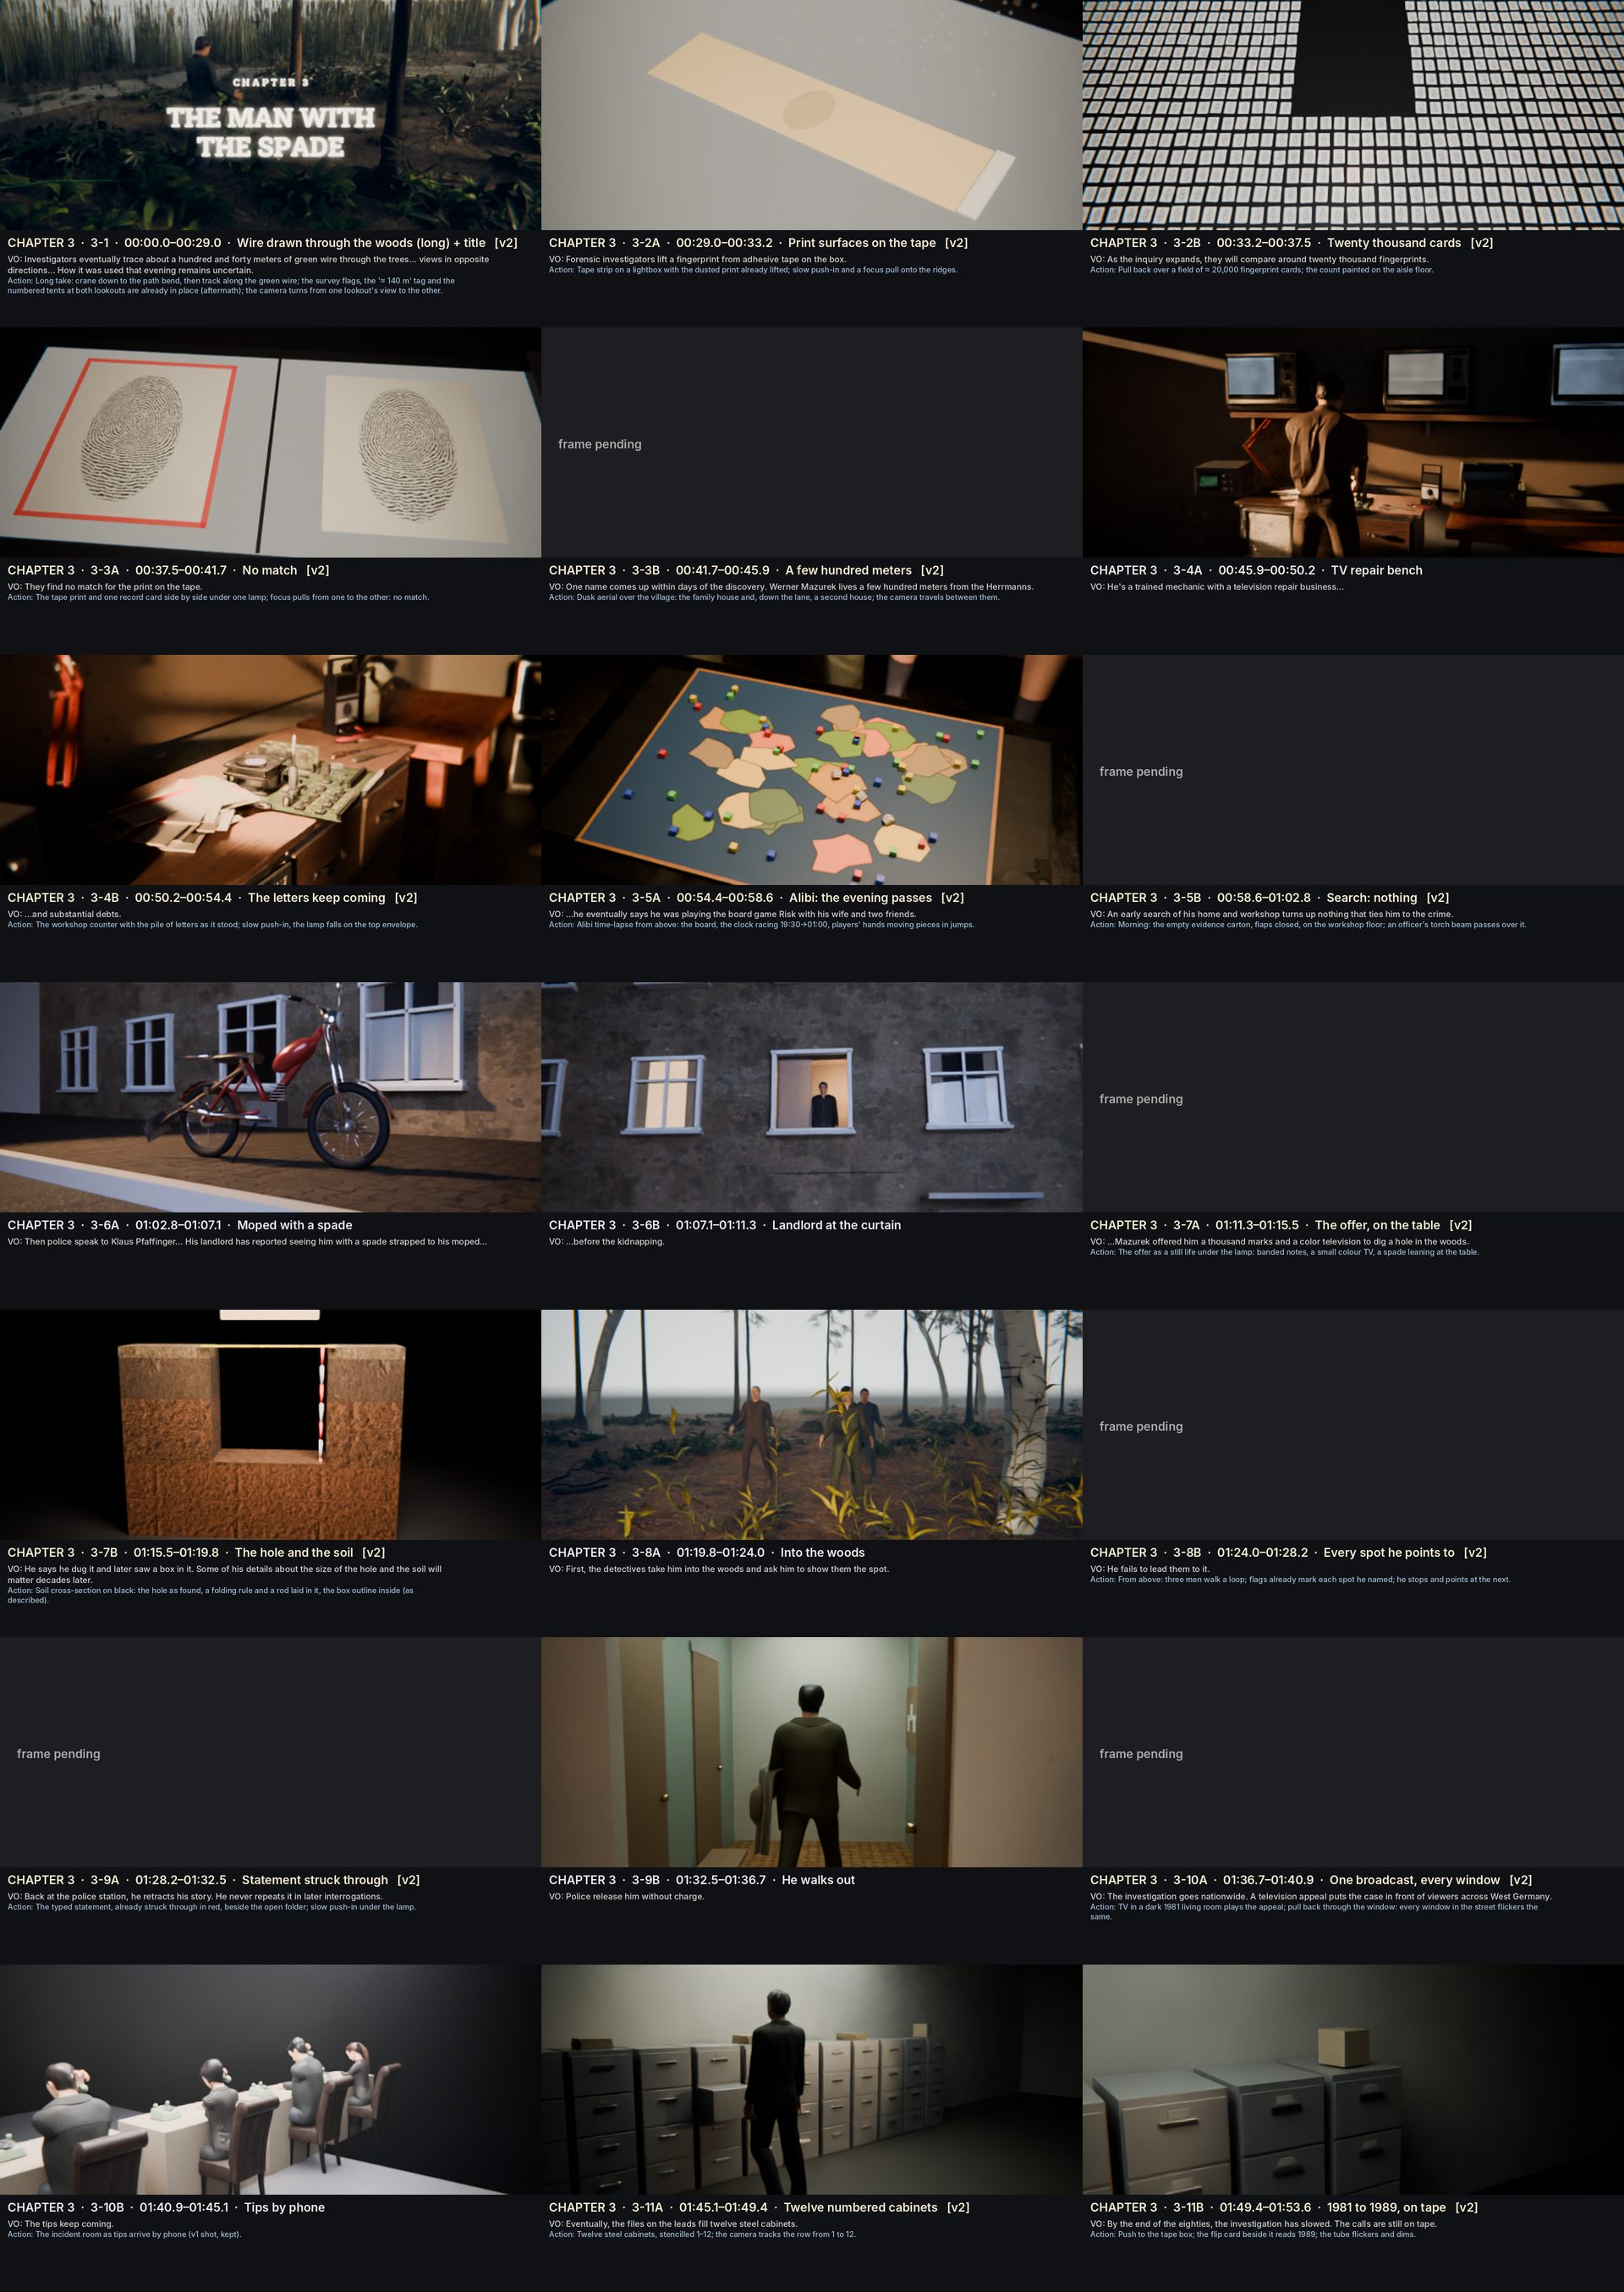 CHAPTER 3
THE MAN WITH
THE SPADE
CHAPTER 3 · 3-1 · 00:00.0–00:29.0 · Wire drawn through the woods (long) + title [v2]
VO: Investigators eventually trace about a hundred and forty meters of green wire through the trees... views in opposite
directions... How it was used that evening remains uncertain.
Action: Long take: crane down to the path bend, then track along the green wire; the survey flags, the '≈ 140 m' tag and the
numbered tents at both lookouts are already in place (aftermath); the camera turns from one lookout's view to the other.
CHAPTER 3 · 3-2A · 00:29.0–00:33.2 · Print surfaces on the tape [v2]
VO: Forensic investigators lift a fingerprint from adhesive tape on the box.
Action: Tape strip on a lightbox with the dusted print already lifted; slow push-in and a focus pull onto the ridges.
CHAPTER 3 · 3-2B · 00:33.2–00:37.5 · Twenty thousand cards [v2]
VO: As the inquiry expands, they will compare around twenty thousand fingerprints.
Action: Pull back over a field of ≈ 20,000 fingerprint cards; the count painted on the aisle floor.
CHAPTER 3 · 3-3A · 00:37.5–00:41.7 · No match [v2]
VO: They find no match for the print on the tape.
Action: The tape print and one record card side by side under one lamp; focus pulls from one to the other: no match.
frame pending
CHAPTER 3 · 3-3B · 00:41.7–00:45.9 · A few hundred meters [v2]
VO: One name comes up within days of the discovery. Werner Mazurek lives a few hundred meters from the Herrmanns.
Action: Dusk aerial over the village: the family house and, down the lane, a second house; the camera travels between them.
CHAPTER 3 · 3-4A · 00:45.9–00:50.2 · TV repair bench
VO: He's a trained mechanic with a television repair business...
CHAPTER 3 · 3-4B · 00:50.2–00:54.4 · The letters keep coming [v2]
VO: ...and substantial debts.
Action: The workshop counter with the pile of letters as it stood; slow push-in, the lamp falls on the top envelope.
CHAPTER 3 · 3-5A · 00:54.4–00:58.6 · Alibi: the evening passes [v2]
VO: ...he eventually says he was playing the board game Risk with his wife and two friends.
Action: Alibi time-lapse from above: the board, the clock racing 19:30→01:00, players' hands moving pieces in jumps.
frame pending
CHAPTER 3 · 3-5B · 00:58.6–01:02.8 · Search: nothing [v2]
VO: An early search of his home and workshop turns up nothing that ties him to the crime.
Action: Morning: the empty evidence carton, flaps closed, on the workshop floor; an officer's torch beam passes over it.
CHAPTER 3 · 3-6A · 01:02.8–01:07.1 · Moped with a spade
VO: Then police speak to Klaus Pfaffinger... His landlord has reported seeing him with a spade strapped to his moped...
CHAPTER 3 · 3-6B · 01:07.1–01:11.3 · Landlord at the curtain
VO: ...before the kidnapping.
frame pending
CHAPTER 3 · 3-7A · 01:11.3–01:15.5 · The offer, on the table [v2]
VO: ...Mazurek offered him a thousand marks and a color television to dig a hole in the woods.
Action: The offer as a still life under the lamp: banded notes, a small colour TV, a spade leaning at the table.
CHAPTER 3 · 3-7B · 01:15.5–01:19.8 · The hole and the soil [v2]
VO: He says he dug it and later saw a box in it. Some of his details about the size of the hole and the soil will
matter decades later.
Action: Soil cross-section on black: the hole as found, a folding rule and a rod laid in it, the box outline inside (as
described).
CHAPTER 3 · 3-8A · 01:19.8–01:24.0 · Into the woods
VO: First, the detectives take him into the woods and ask him to show them the spot.
frame pending
CHAPTER 3 · 3-8B · 01:24.0–01:28.2 · Every spot he points to [v2]
VO: He fails to lead them to it.
Action: From above: three men walk a loop; flags already mark each spot he named; he stops and points at the next.
frame pending
CHAPTER 3 · 3-9A · 01:28.2–01:32.5 · Statement struck through [v2]
VO: Back at the police station, he retracts his story. He never repeats it in later interrogations.
Action: The typed statement, already struck through in red, beside the open folder; slow push-in under the lamp.
CHAPTER 3 · 3-9B · 01:32.5–01:36.7 · He walks out
VO: Police release him without charge.
frame pending
CHAPTER 3 · 3-10A · 01:36.7–01:40.9 · One broadcast, every window [v2]
VO: The investigation goes nationwide. A television appeal puts the case in front of viewers across West Germany.
Action: TV in a dark 1981 living room plays the appeal; pull back through the window: every window in the street flickers the
same.
CHAPTER 3 · 3-10B · 01:40.9–01:45.1 · Tips by phone
VO: The tips keep coming.
Action: The incident room as tips arrive by phone (v1 shot, kept).
CHAPTER 3 · 3-11A · 01:45.1–01:49.4 · Twelve numbered cabinets [v2]
VO: Eventually, the files on the leads fill twelve steel cabinets.
Action: Twelve steel cabinets, stencilled 1–12; the camera tracks the row from 1 to 12.
CHAPTER 3 · 3-11B · 01:49.4–01:53.6 · 1981 to 1989, on tape [v2]
VO: By the end of the eighties, the investigation has slowed. The calls are still on tape.
Action: Push to the tape box; the flip card beside it reads 1989; the tube flickers and dims.